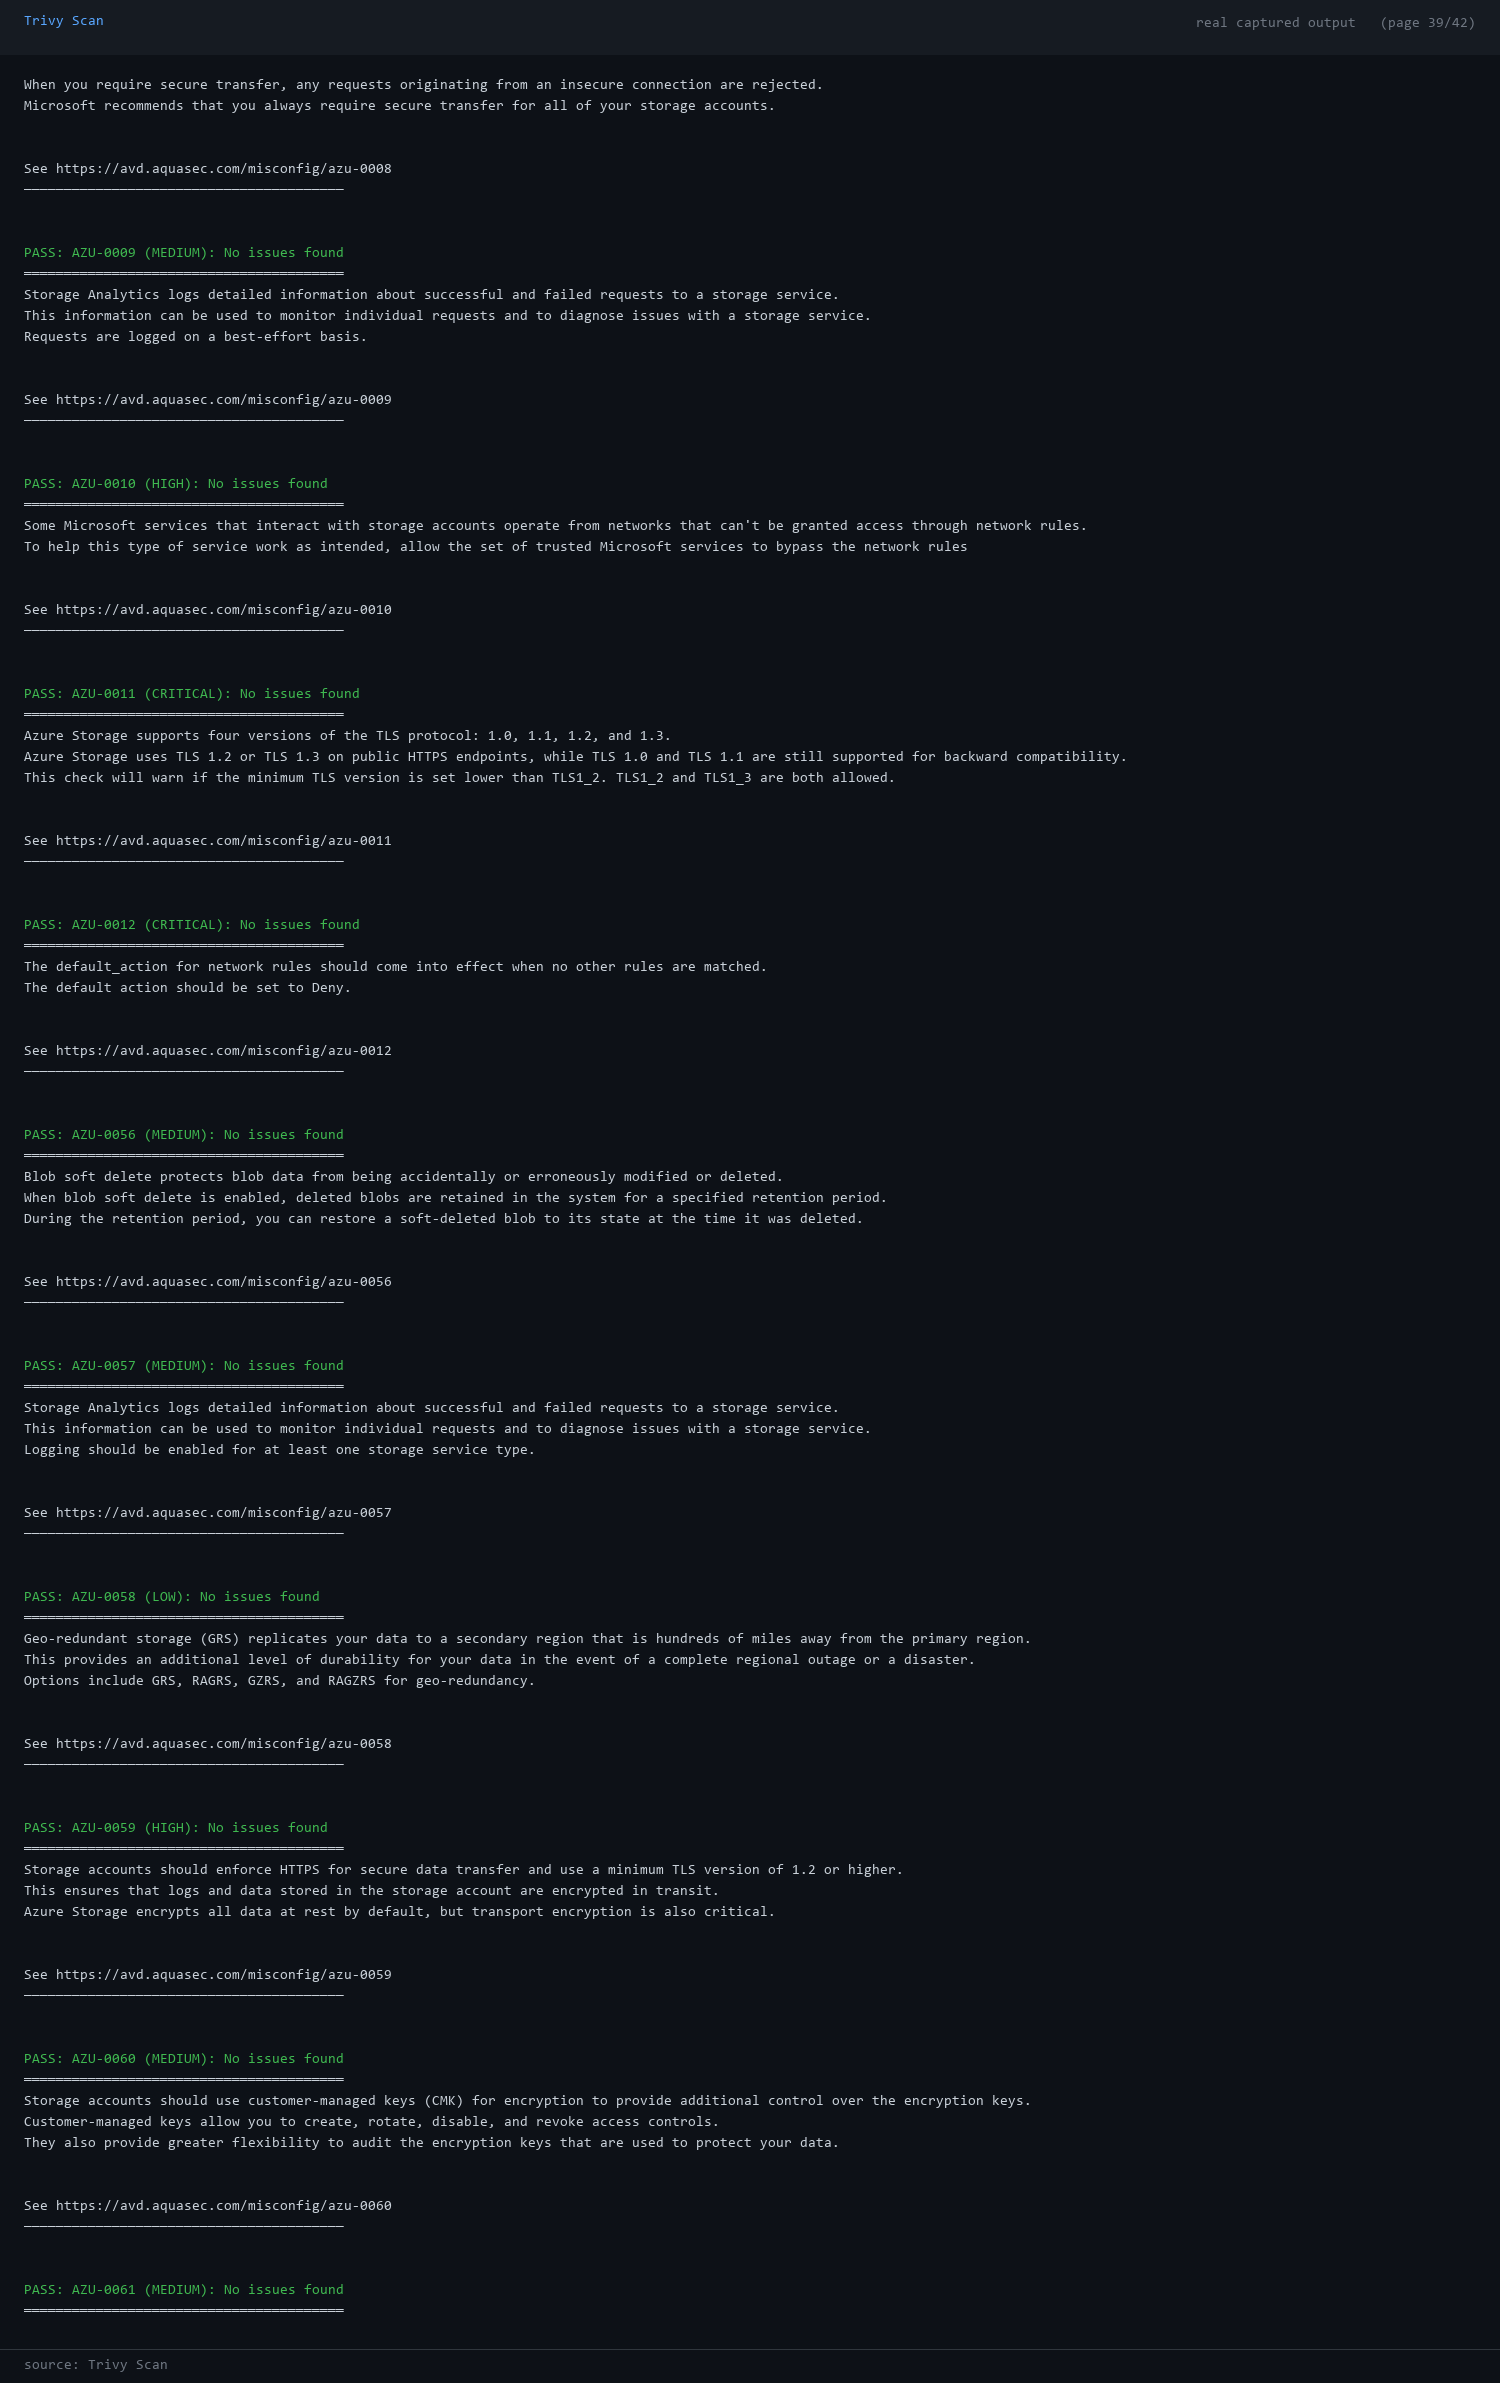 Trivy Scan
real captured output   (page 39/42)
When you require secure transfer, any requests originating from an insecure connection are rejected.
Microsoft recommends that you always require secure transfer for all of your storage accounts.
See https://avd.aquasec.com/misconfig/azu-0008
────────────────────────────────────────
PASS: AZU-0009 (MEDIUM): No issues found
════════════════════════════════════════
Storage Analytics logs detailed information about successful and failed requests to a storage service.
This information can be used to monitor individual requests and to diagnose issues with a storage service.
Requests are logged on a best-effort basis.
See https://avd.aquasec.com/misconfig/azu-0009
────────────────────────────────────────
PASS: AZU-0010 (HIGH): No issues found
════════════════════════════════════════
Some Microsoft services that interact with storage accounts operate from networks that can't be granted access through network rules.
To help this type of service work as intended, allow the set of trusted Microsoft services to bypass the network rules
See https://avd.aquasec.com/misconfig/azu-0010
────────────────────────────────────────
PASS: AZU-0011 (CRITICAL): No issues found
════════════════════════════════════════
Azure Storage supports four versions of the TLS protocol: 1.0, 1.1, 1.2, and 1.3.
Azure Storage uses TLS 1.2 or TLS 1.3 on public HTTPS endpoints, while TLS 1.0 and TLS 1.1 are still supported for backward compatibility.
This check will warn if the minimum TLS version is set lower than TLS1_2. TLS1_2 and TLS1_3 are both allowed.
See https://avd.aquasec.com/misconfig/azu-0011
────────────────────────────────────────
PASS: AZU-0012 (CRITICAL): No issues found
════════════════════════════════════════
The default_action for network rules should come into effect when no other rules are matched.
The default action should be set to Deny.
See https://avd.aquasec.com/misconfig/azu-0012
────────────────────────────────────────
PASS: AZU-0056 (MEDIUM): No issues found
════════════════════════════════════════
Blob soft delete protects blob data from being accidentally or erroneously modified or deleted.
When blob soft delete is enabled, deleted blobs are retained in the system for a specified retention period.
During the retention period, you can restore a soft-deleted blob to its state at the time it was deleted.
See https://avd.aquasec.com/misconfig/azu-0056
────────────────────────────────────────
PASS: AZU-0057 (MEDIUM): No issues found
════════════════════════════════════════
Storage Analytics logs detailed information about successful and failed requests to a storage service.
This information can be used to monitor individual requests and to diagnose issues with a storage service.
Logging should be enabled for at least one storage service type.
See https://avd.aquasec.com/misconfig/azu-0057
────────────────────────────────────────
PASS: AZU-0058 (LOW): No issues found
════════════════════════════════════════
Geo-redundant storage (GRS) replicates your data to a secondary region that is hundreds of miles away from the primary region.
This provides an additional level of durability for your data in the event of a complete regional outage or a disaster.
Options include GRS, RAGRS, GZRS, and RAGZRS for geo-redundancy.
See https://avd.aquasec.com/misconfig/azu-0058
────────────────────────────────────────
PASS: AZU-0059 (HIGH): No issues found
════════════════════════════════════════
Storage accounts should enforce HTTPS for secure data transfer and use a minimum TLS version of 1.2 or higher.
This ensures that logs and data stored in the storage account are encrypted in transit.
Azure Storage encrypts all data at rest by default, but transport encryption is also critical.
See https://avd.aquasec.com/misconfig/azu-0059
────────────────────────────────────────
PASS: AZU-0060 (MEDIUM): No issues found
════════════════════════════════════════
Storage accounts should use customer-managed keys (CMK) for encryption to provide additional control over the encryption keys.
Customer-managed keys allow you to create, rotate, disable, and revoke access controls.
They also provide greater flexibility to audit the encryption keys that are used to protect your data.
See https://avd.aquasec.com/misconfig/azu-0060
────────────────────────────────────────
PASS: AZU-0061 (MEDIUM): No issues found
════════════════════════════════════════
source: Trivy Scan